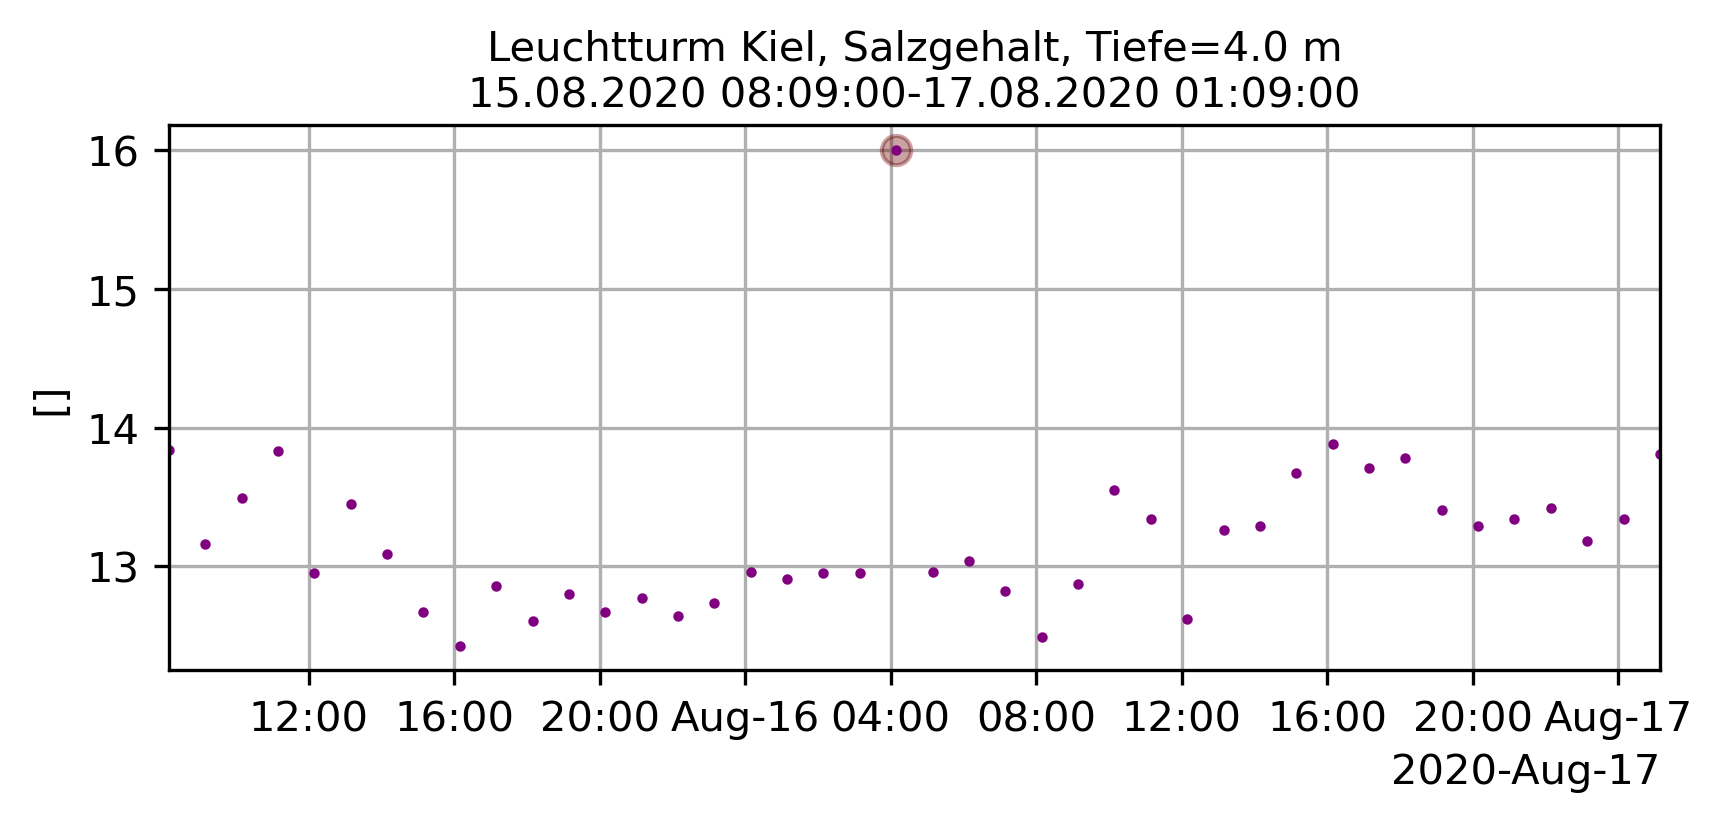 Leuchtturm Kiel, Salzgehalt, Tiefe=4.0 m
15.08.2020 08:09:00-17.08.2020 01:09:00
16
15
14
13
[]
12:00 16:00 20:00 Aug-16 04:00 08:00 12:00 16:00 20:00 Aug-17
2020-Aug-17